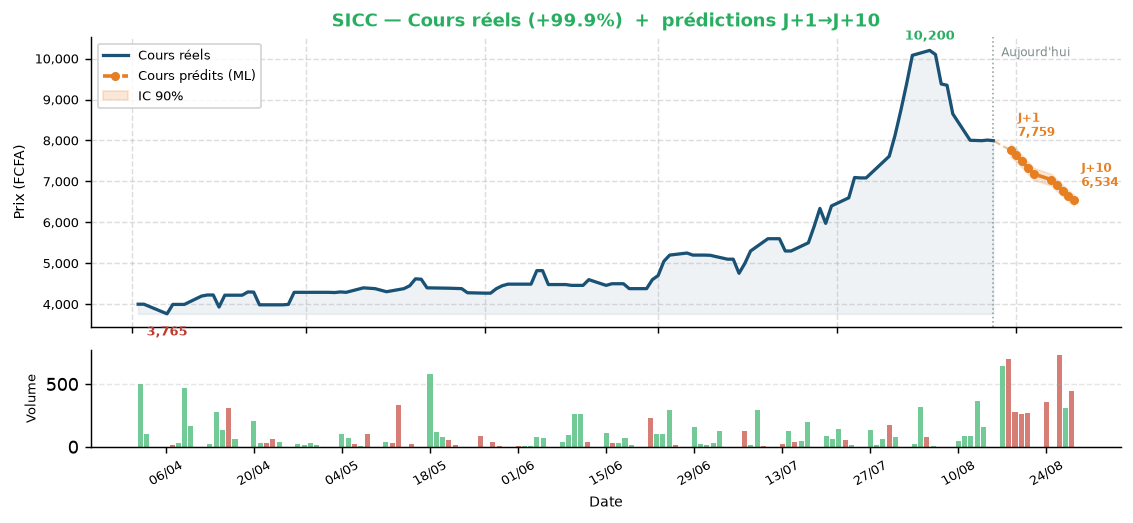 SICC — Cours réels (+99.9%)  +  prédictions J+1→J+10
10,200
Cours réels
Cours prédits (ML)
IC 90%
Aujourd'hui
J+1
7,759
J+10
6,534
3,765
Prix (FCFA)
10,000
9,000
8,000
7,000
6,000
5,000
4,000
Volume
500
0
06/04
20/04
04/05
18/05
01/06
15/06
29/06
13/07
27/07
10/08
24/08
Date